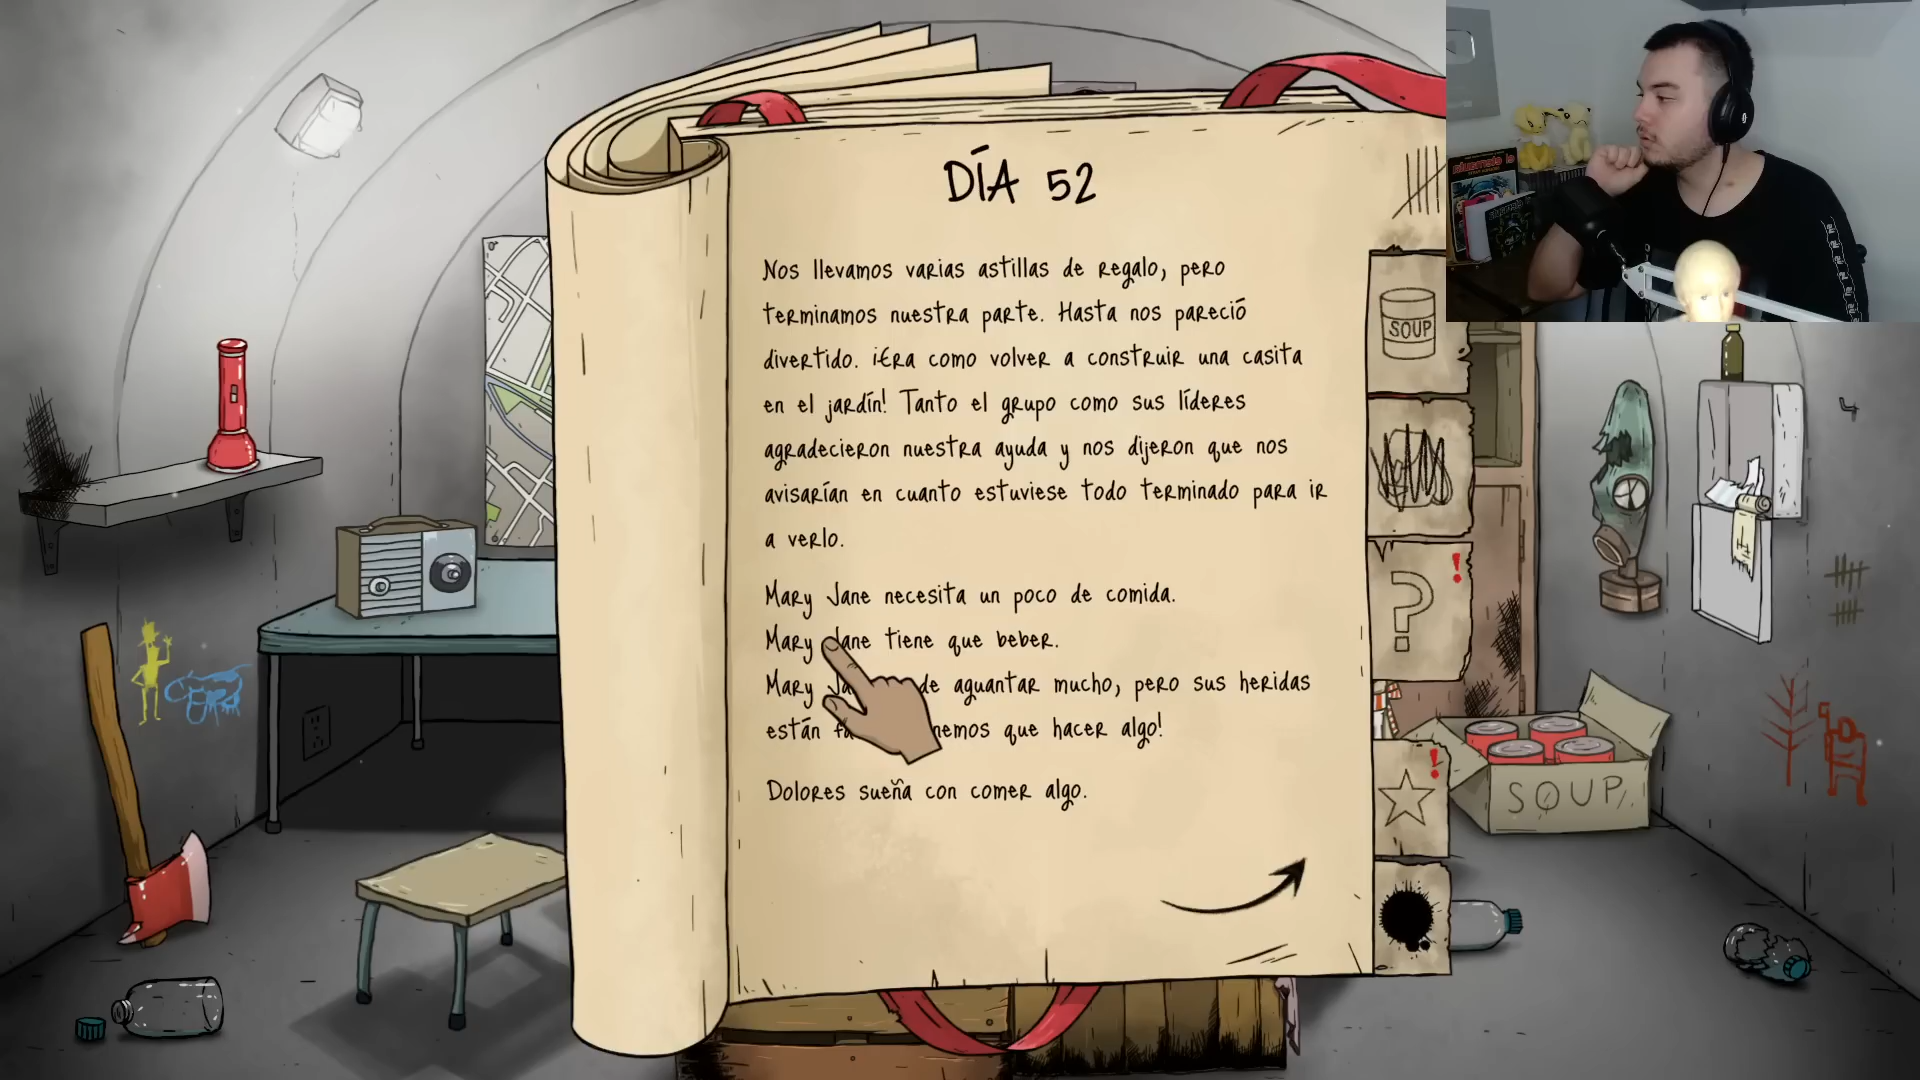 DÍA 52
Nos llevamos varias astillas de regalo, pero
terminamos nuestra parte. Hasta nos pareció
divertido. ¡Era como volver a construir una casita
en el jardín! Tanto el grupo como sus líderes
agradecieron nuestra ayuda y nos dijeron que nos
avisarían en cuanto estuviese todo terminado para ir
a verlo.
Mary Jane necesita un poco de comida.
Mary Jane tiene que beber.
Mary aguantar mucho, pero sus heridas
están que hacer algo!
Dolores sueña con comer algo.
SOUP
?
!
!
SOUP